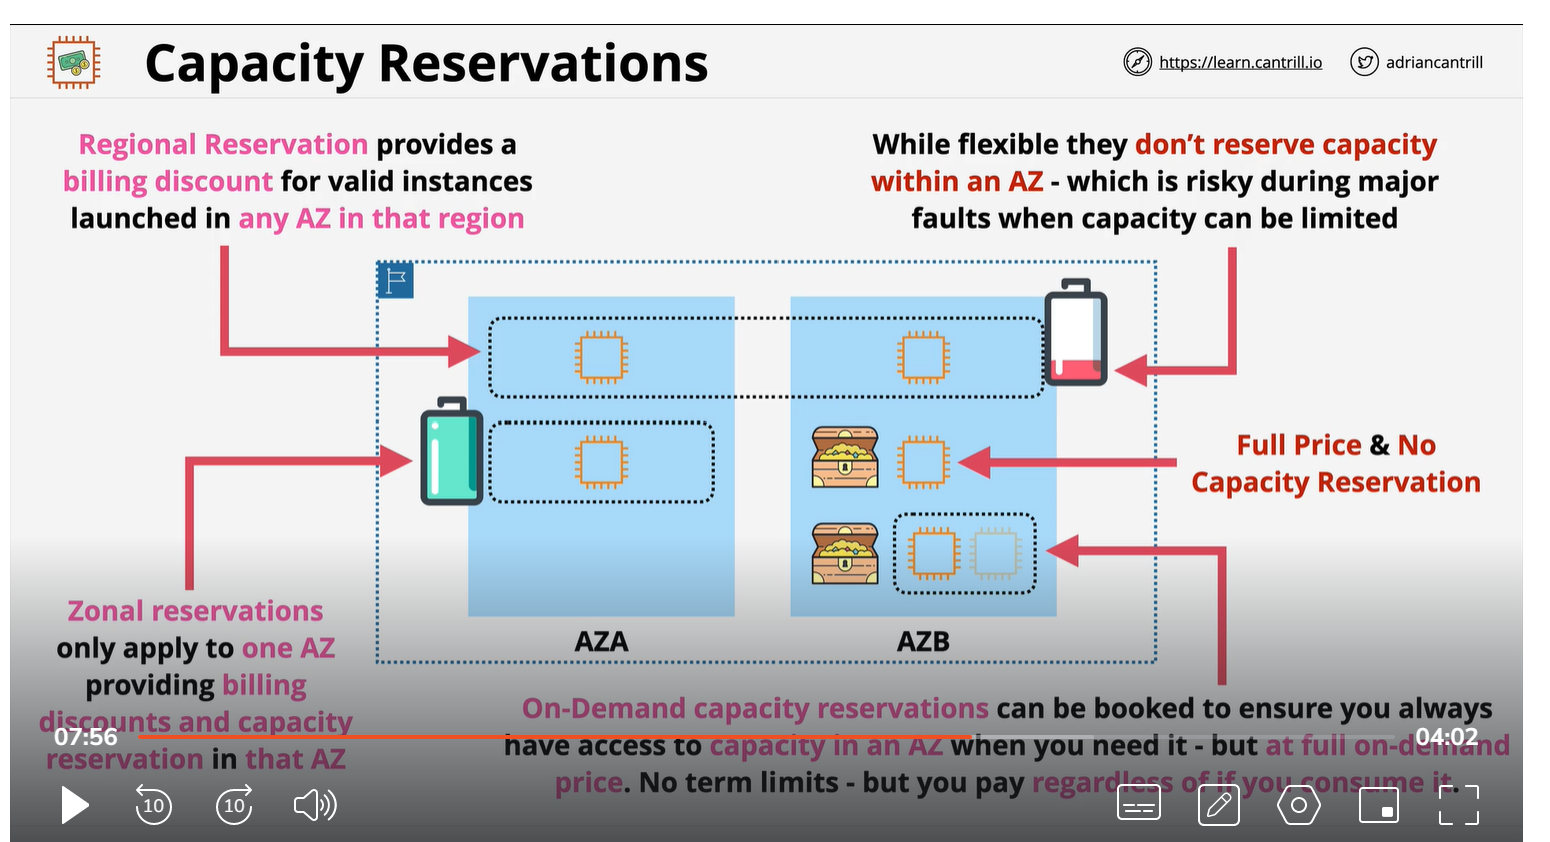 Capacity Reservations
https://learn.cantrill.io
adriancantrill
Regional Reservation provides a
billing discount for valid instances
launched in any AZ in that region
While flexible they don’t reserve capacity
within an AZ - which is risky during major
faults when capacity can be limited
Full Price & No
Capacity Reservation
AZA
AZB
Zonal reservations
only apply to one AZ
providing billing
discounts and capacity
reservation in that AZ
On-Demand capacity reservations can be booked to ensure you always
have access to capacity in an AZ when you need it - but at full on-demand
price. No term limits - but you pay regardless of if you consume it.
07:56
04:02
10
10